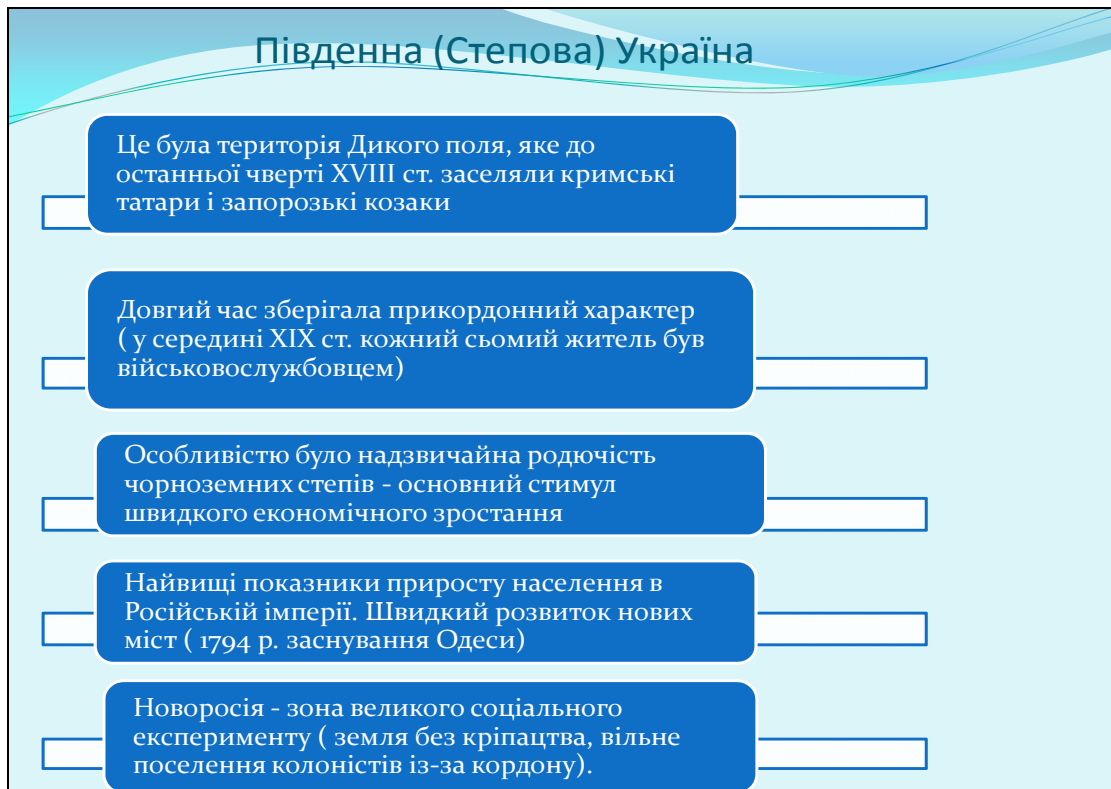 Південна (Степова) Україна
Це була територія Дикого поля, яке до
останньої чверті XVIII ст. заселяли кримські
татари і запорозькі козаки
Довгий час зберігала прикордонний характер
( у середині XIX ст. кожний сьомий житель був
військовослужбовцем)
Особливістю було надзвичайна родючість
чорноземних степів - основний стимул
швидкого економічного зростання
Найвищі показники приросту населення в
Російській імперії. Швидкий розвиток нових
міст ( 1794 р. заснування Одеси)
Новоросія - зона великого соціального
експерименту ( земля без кріпацтва, вільне
поселення колоністів із-за кордону).